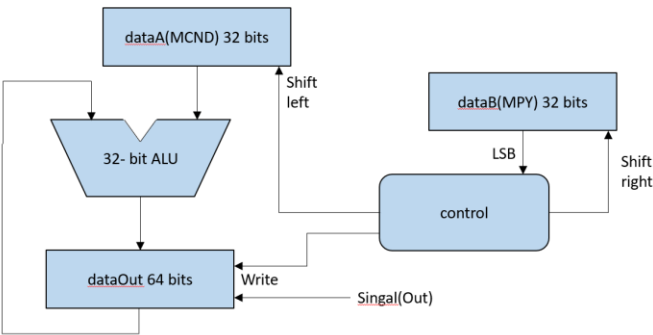 dataA(MCND) 32 bits
Shift
left
dataB(MPY) 32 bits
LSB
Shift
right
32- bit ALU
control
dataOut 64 bits
Write
Singal(Out)